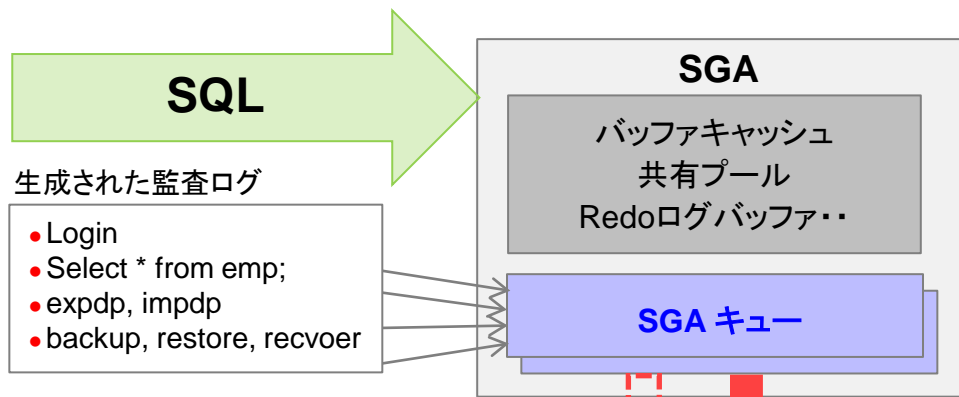 SQL
SGA
バッファキャッシュ
共有プール
Redoログバッファ・・
生成された監査ログ
●Login
●Select * from emp;
●expdp, impdp
●backup, restore, recvoer
SGA キュー